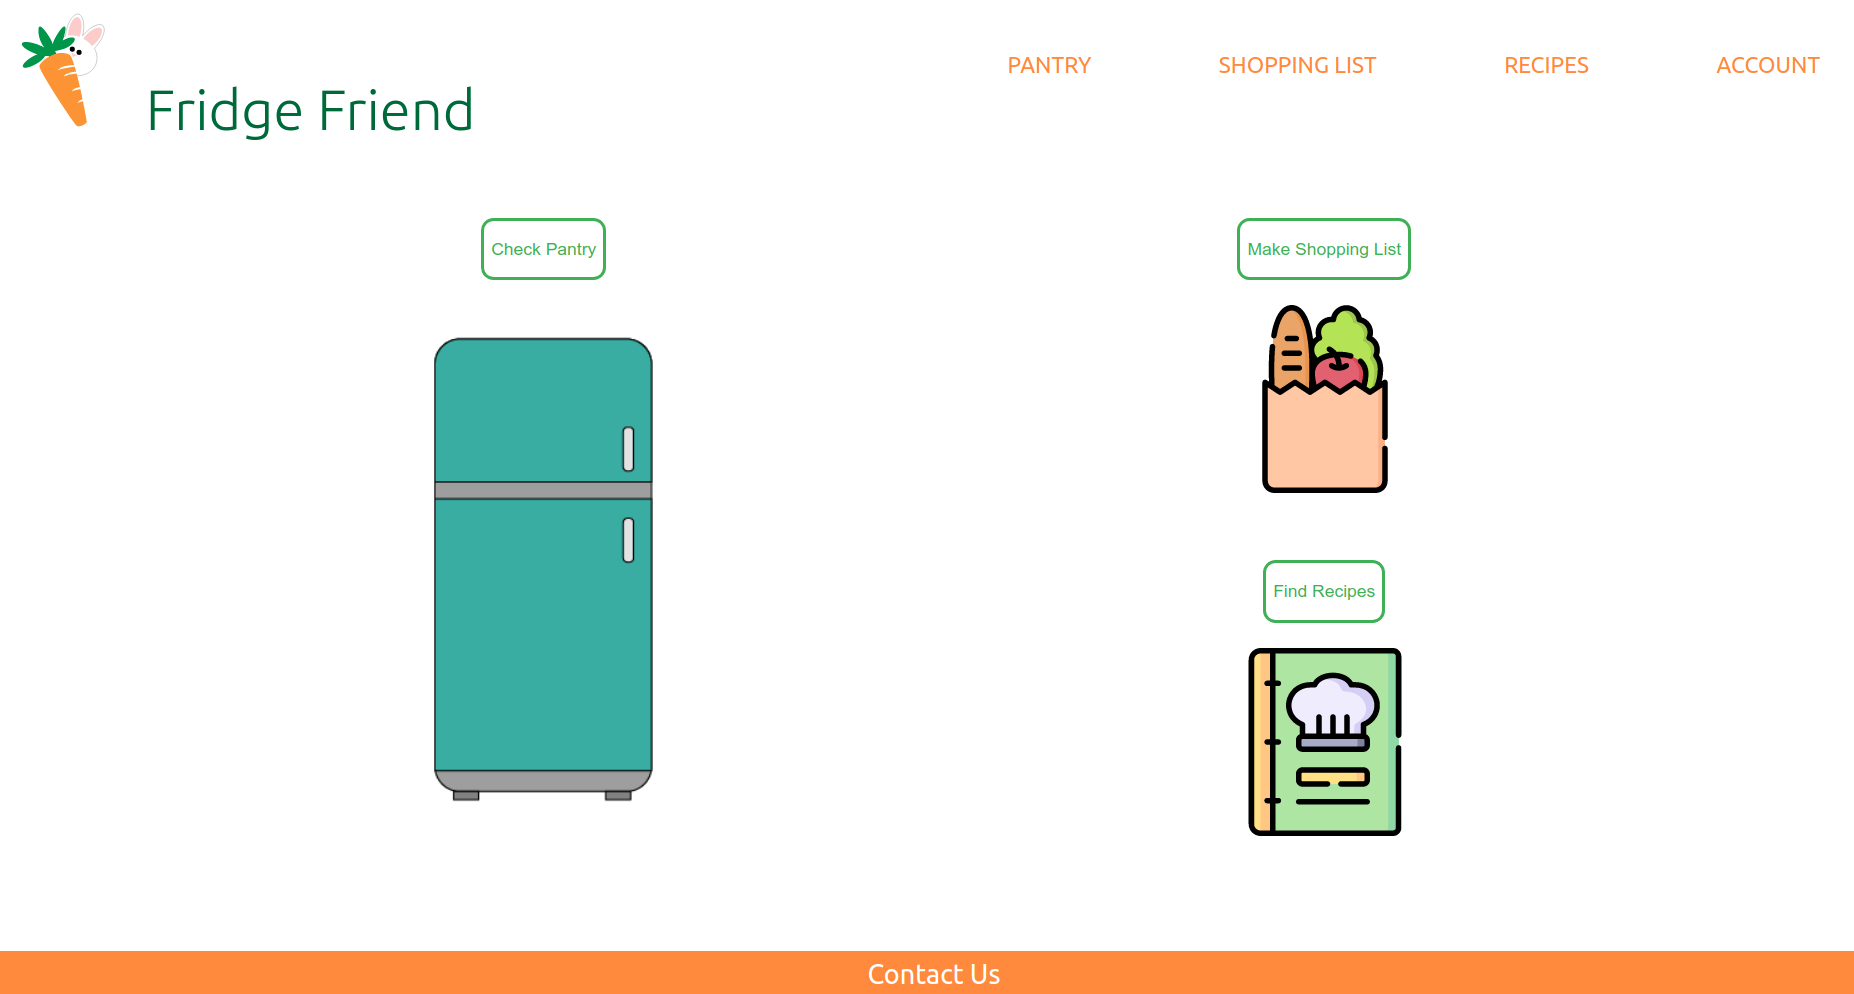 PANTRY
SHOPPING LIST
RECIPES
ACCOUNT
Fridge Friend
Check Pantry
Make Shopping List
Find Recipes
Contact Us